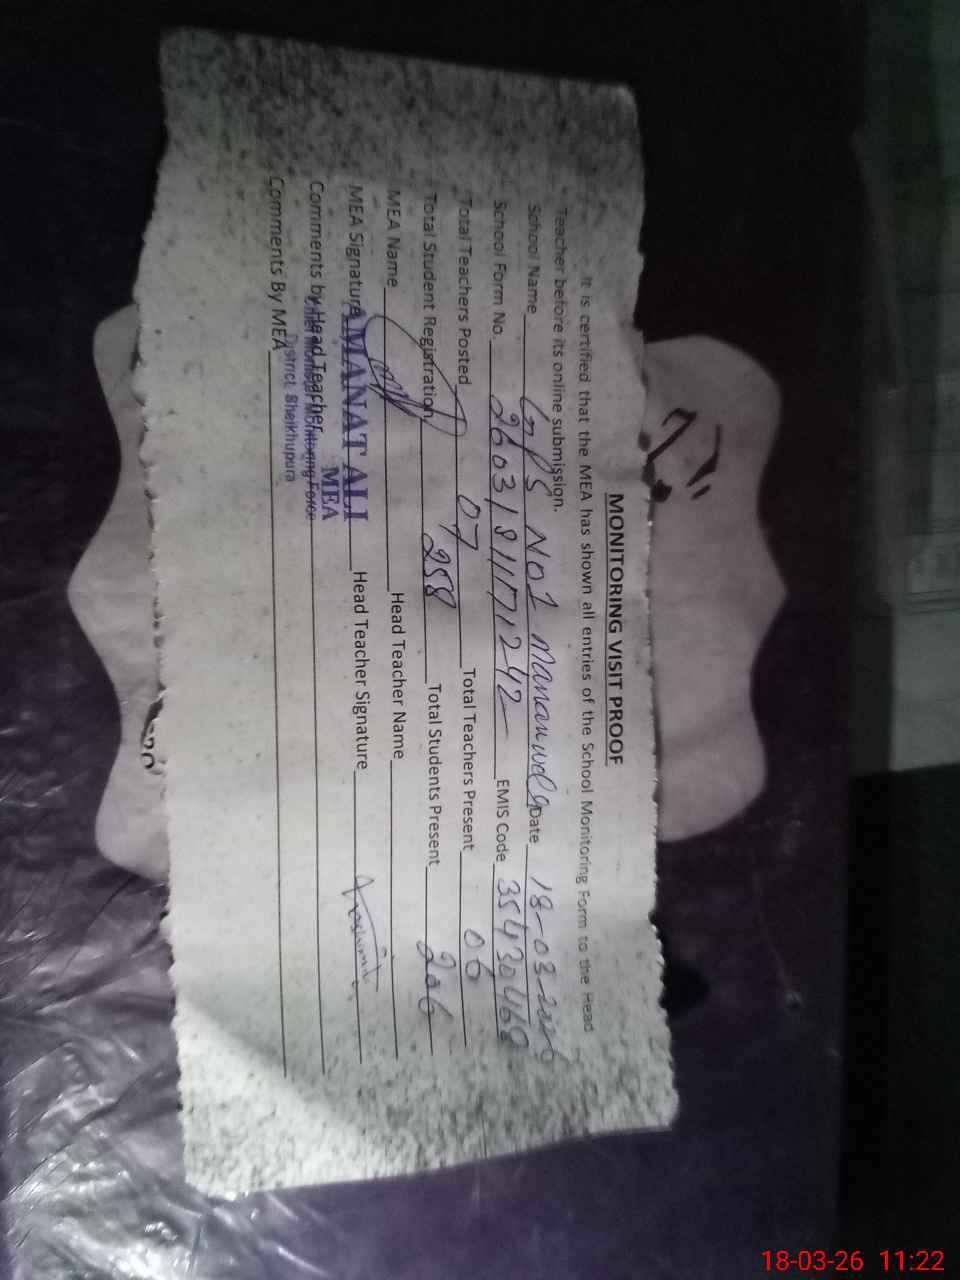 MONITORING VISIT PROOF
It is certified that the MEA has shown all entries of the School Monitoring Form to the Head
Teacher before its online submission.
School Name GPS No1 Mananwala Date 18-03-2026
School Form No. 26031811171242 EMIS Code 35430468
Total Teachers Posted 07 Total Teachers Present 06
Total Student Registration 258 Total Students Present 206
MEA Name Head Teacher Name
MEA Signature AMANAT ALI Head Teacher Signature
MEA
Comments by Head Teacher
Monitoring Force
District Sheikhupura
Comments By MEA
18-03-26 11:22